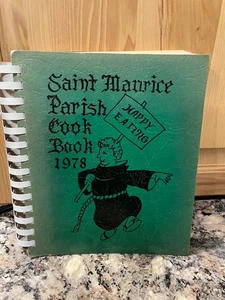 Saint Maurice
Parish
Cook
Book
1978
HAPPY
EATING